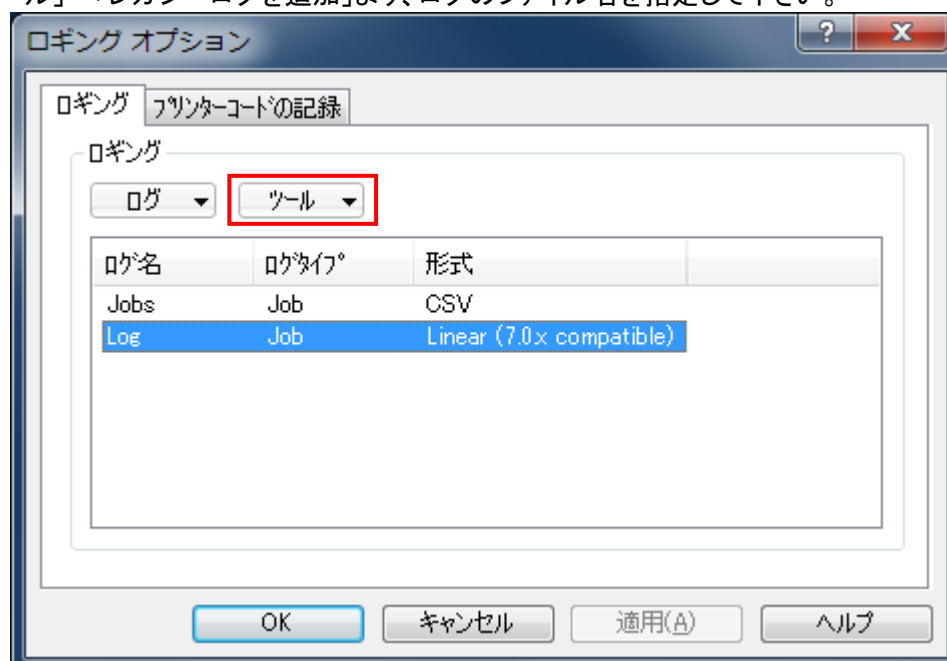 ロギング オプション
ロギング ﾌﾟﾘﾝﾀｰｺｰﾄﾞの記録
ロギング
ログ ツール
ﾛｸﾞ名 ﾛｸﾞﾀｲﾌﾟ 形式
Jobs Job CSV
Log Job Linear (7.0x compatible)
OK キャンセル 適用(A) ヘルプ